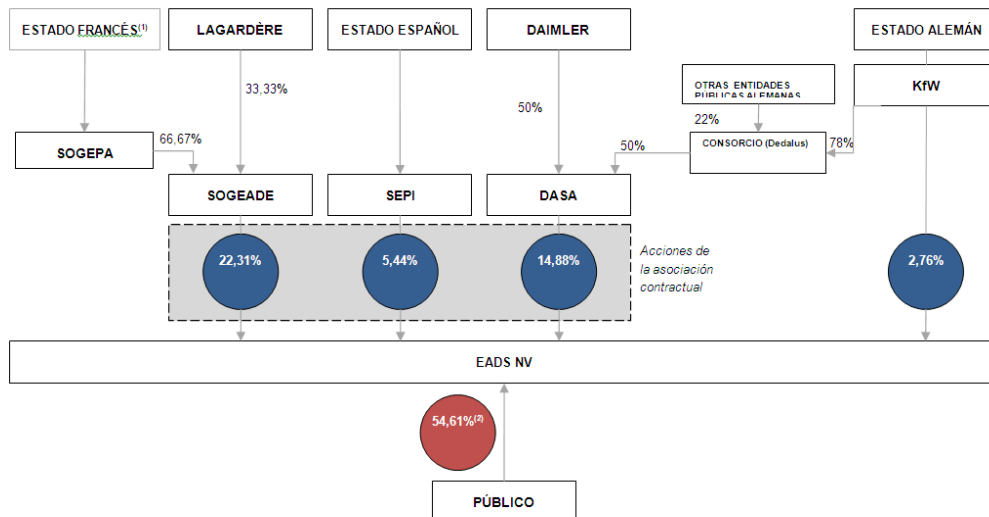 ESTADO FRANCÉS(1)
LAGARDÈRE
ESTADO ESPAÑOL
DAIMLER
ESTADO ALEMÁN
33,33%
50%
OTRAS ENTIDADES
PÚBLICAS ALEMANAS
KfW
22%
SOGEPA
66,67%
50%
CONSORCIO (Dedalus)
78%
SOGEADE
SEPI
DASA
22,31%
5,44%
14,88%
Acciones de
la asociación
contractual
2,76%
EADS NV
54,61%(2)
PÚBLICO